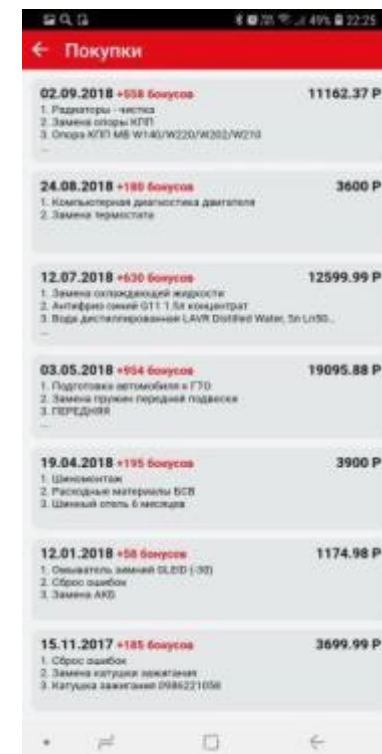 49% 22:25
Покупки
02.09.2018 +558 бонусов 11162.37 Р
1. Радиаторы - чистка
2. Замена опоры КПП
3. Опора КПП MB W140/W220/W202/W210
...
24.08.2018 +180 бонусов 3600 Р
1. Компьютерная диагностика двигателя
2. Замена термостата
12.07.2018 +630 бонусов 12599.99 Р
1. Замена охлаждающей жидкости
2. Антифриз синий G11 1.5л концентрат
3. Вода дистиллированная LAVR Distilled Water, 5л
...
03.05.2018 +954 бонусов 19095.88 Р
1. Подготовка автомобиля к ГТО
2. Замена пружин передней подвески
3. ПЕРЕДНЯЯ
...
19.04.2018 +195 бонусов 3900 Р
1. Шиномонтаж
2. Расходные материалы БСВ
3. Шинный отель 6 месяцев
12.01.2018 +58 бонусов 1174.98 Р
1. Омыватель зимний GLEID (-30)
2. Сброс ошибок
3. Замена АКБ
15.11.2017 +185 бонусов 3699.99 Р
1. Сброс ошибок
2. Замена катушки зажигания
3. Катушка зажигания 0986221058